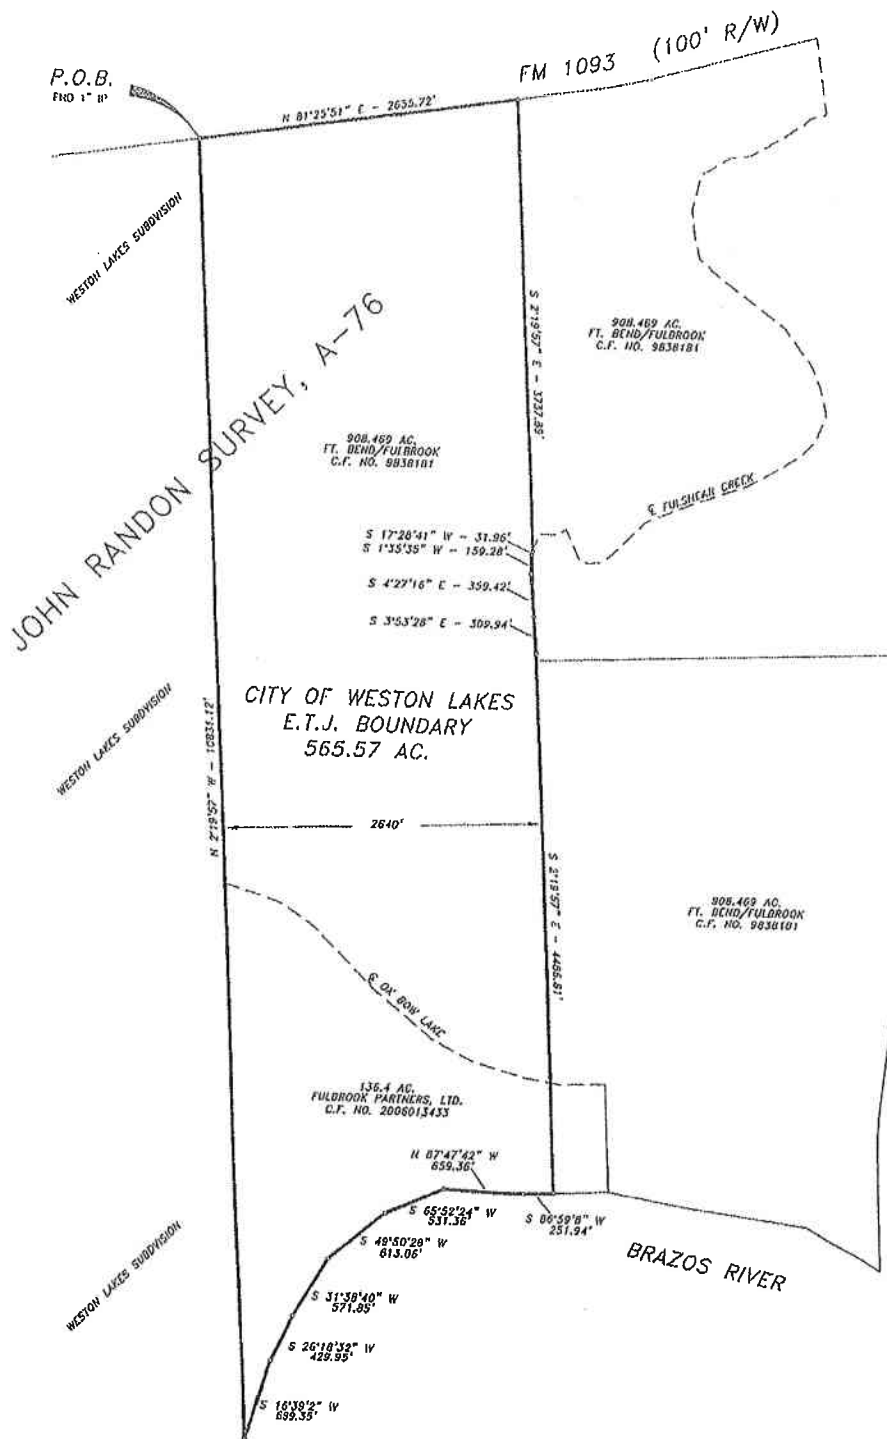 FM 1093 (100' R/W)
P.O.B.
FND 1" IP
N 81°25'51" E - 2635.72'
WESTON LAKES SUBDIVISION
JOHN RANDON SURVEY, A-76
S 2°19'57" E - 3737.89'
908.469 AC.
FT. BEND/FULBROOK
C.F. NO. 9838181
908.469 AC.
FT. BEND/FULBROOK
C.F. NO. 9838181
℄ FULSHEAR CREEK
S 17°28'41" W - 31.96'
S 1°35'35" W - 159.28'
S 4°27'16" E - 359.42'
S 3°53'28" E - 309.94'
CITY OF WESTON LAKES
E.T.J. BOUNDARY
565.57 AC.
WESTON LAKES SUBDIVISION
N 2°19'57" W - 10831.12'
2640'
S 2°19'57" E - 4466.81'
908.469 AC.
FT. BEND/FULBROOK
C.F. NO. 9838181
℄ OX BOW LAKE
136.4 AC.
FULBROOK PARTNERS, LTD.
C.F. NO. 2006013433
N 87°47'42" W
659.36'
S 65°52'24" W
531.36'
S 86°59'8" W
251.94'
S 49°50'29" W
613.06'
BRAZOS RIVER
WESTON LAKES SUBDIVISION
S 31°38'40" W
571.85'
S 26°18'32" W
429.95'
S 16°39'2" W
699.35'